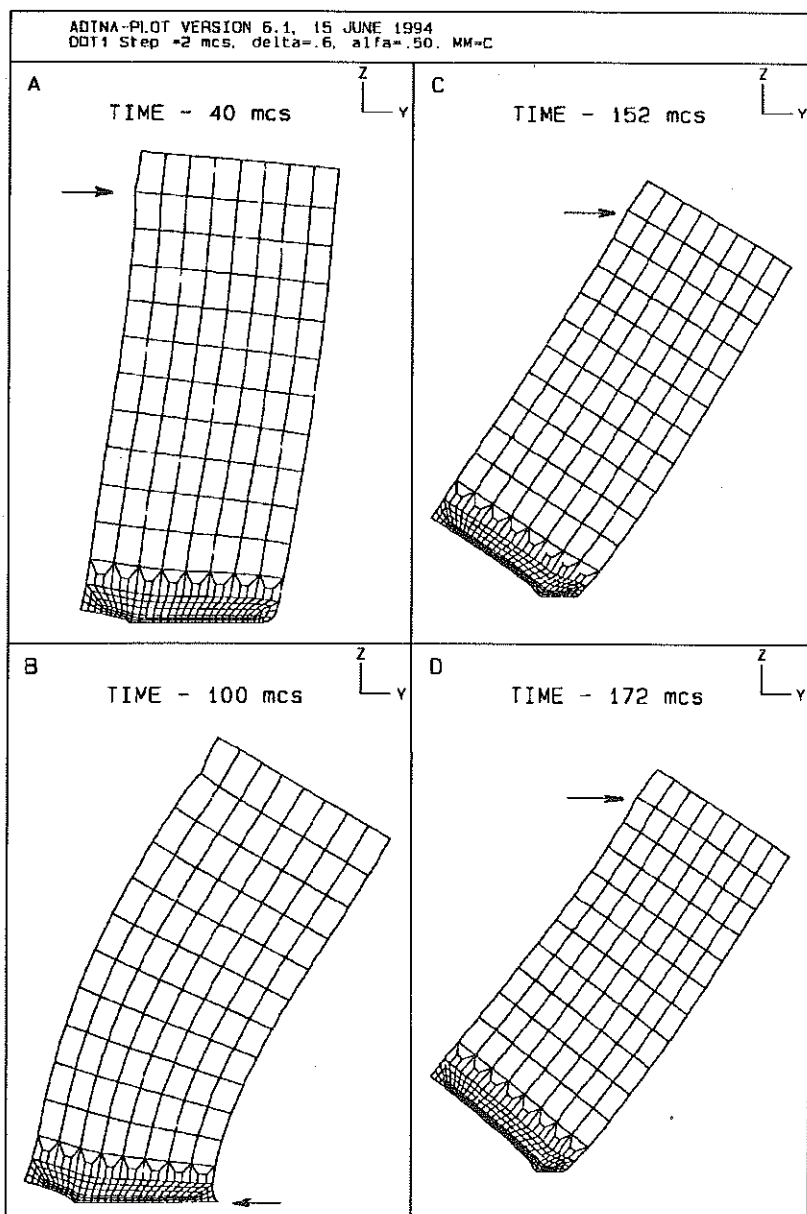 ADINA-PLOT VERSION 6.1, 15 JUNE 1994
DDT1 Step =2 mcs, delta=.6, alfa=.50. MM=C
A
Z
TIME - 40 mcs
Y
C
Z
TIME - 152 mcs
Y
B
Z
TIME - 100 mcs
Y
D
Z
TIME - 172 mcs
Y